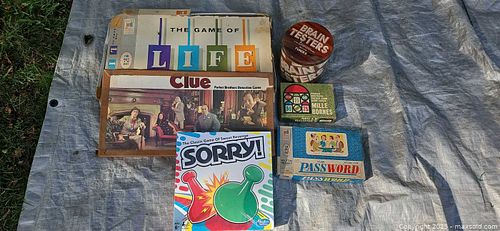 THE GAME OF
LIFE
Clue
Parker Brothers Detective Game
The Classic Game Of Sweet Revenge
SORRY!
BRAIN
TESTERS
MILLE
BORNES
PASSWORD
PASSWORD
Copyright 2025 - maxsold.com